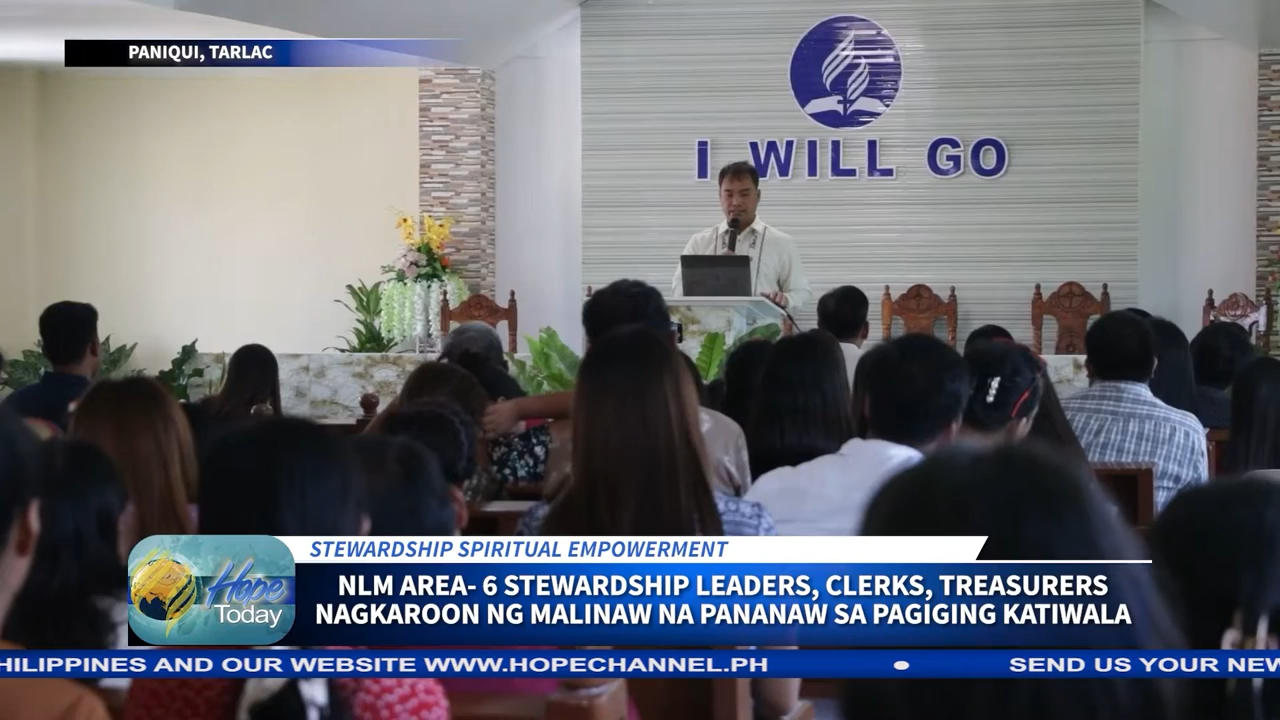 PANIQUI, TARLAC
I WILL GO
STEWARDSHIP SPIRITUAL EMPOWERMENT
Hope
Today
NLM AREA- 6 STEWARDSHIP LEADERS, CLERKS, TREASURERS
NAGKAROON NG MALINAW NA PANANAW SA PAGIGING KATIWALA
HILIPPINES AND OUR WEBSITE WWW.HOPECHANNEL.PH • SEND US YOUR NEW